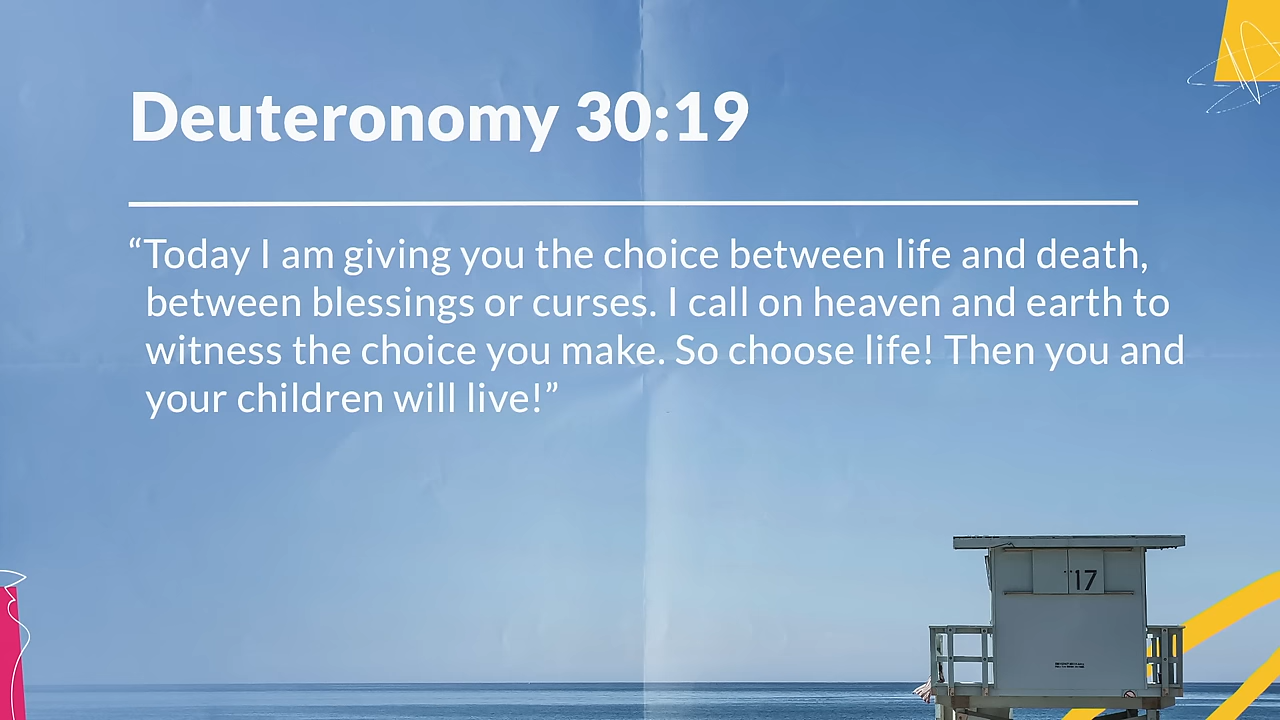 Deuteronomy 30:19
“Today I am giving you the choice between life and death,
between blessings or curses. I call on heaven and earth to
witness the choice you make. So choose life! Then you and
your children will live!”
17